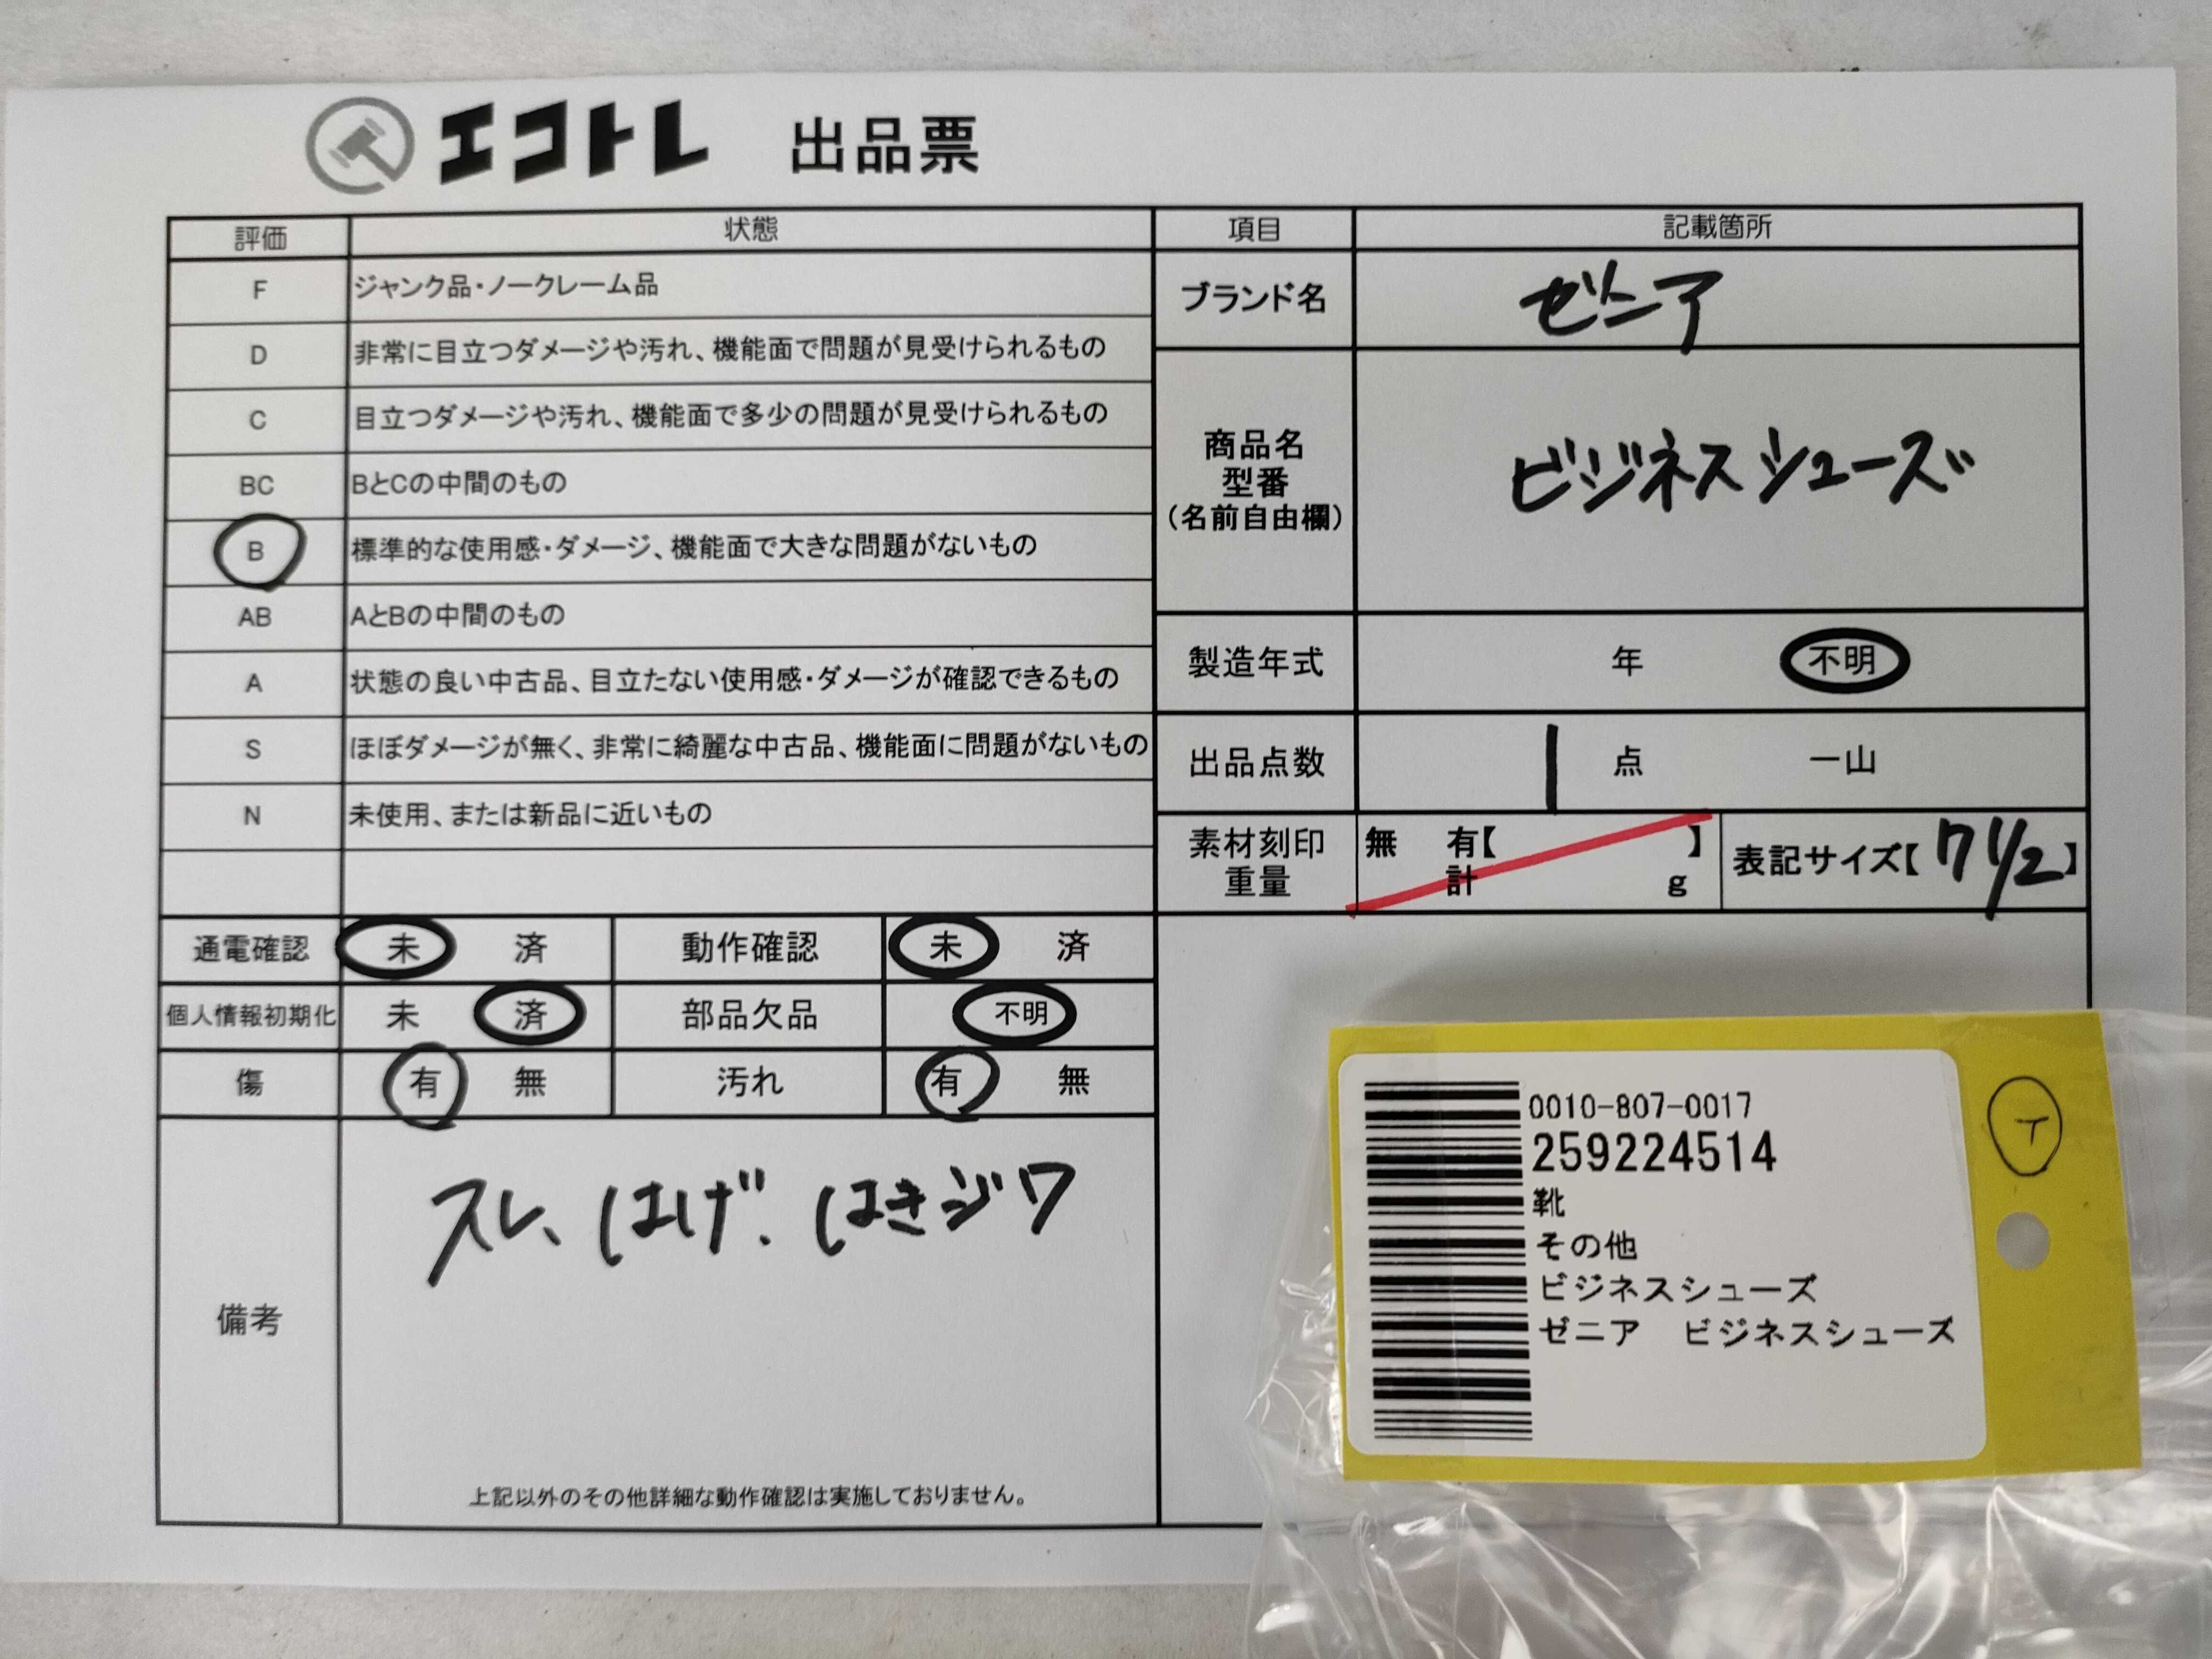 エコトレ 出品票
評価 状態
F ジャンク品・ノークレーム品
D 非常に目立つダメージや汚れ、機能面で問題が見受けられるもの
C 目立つダメージや汚れ、機能面で多少の問題が見受けられるもの
BC BとCの中間のもの
B 標準的な使用感・ダメージ、機能面で大きな問題がないもの
AB AとBの中間のもの
A 状態の良い中古品、目立たない使用感・ダメージが確認できるもの
S ほぼダメージが無く、非常に綺麗な中古品、機能面に問題がないもの
N 未使用、または新品に近いもの
通電確認 未 済 動作確認 未 済
個人情報初期化 未 済 部品欠品 不明
傷 有 無 汚れ 有 無
備考
スレ、はげ、はきジワ
上記以外のその他詳細な動作確認は実施しておりません。
項目 記載箇所
ブランド名 ゼニア
商品名
型番
(名前自由欄)
ビジネスシューズ
製造年式 年 不明
出品点数 1 点 一山
素材刻印 無 有【 】
重量 計 g
表記サイズ【7 1/2】
0010-807-0017
259224514
靴
その他
ビジネスシューズ
ゼニア ビジネスシューズ
イ